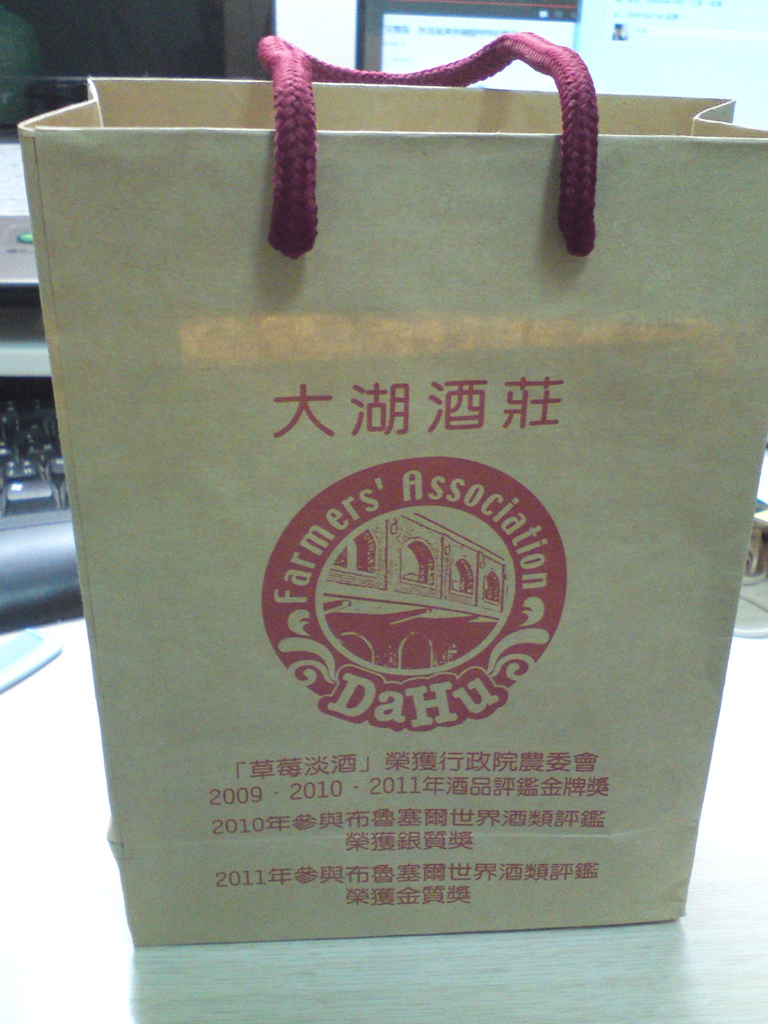 大湖酒莊
Farmers' Association
DaHu
「草莓淡酒」榮獲行政院農委會
2009·2010·2011年酒品評鑑金牌獎
2010年參與布魯塞爾世界酒類評鑑
榮獲銀質獎
2011年參與布魯塞爾世界酒類評鑑
榮獲金質獎